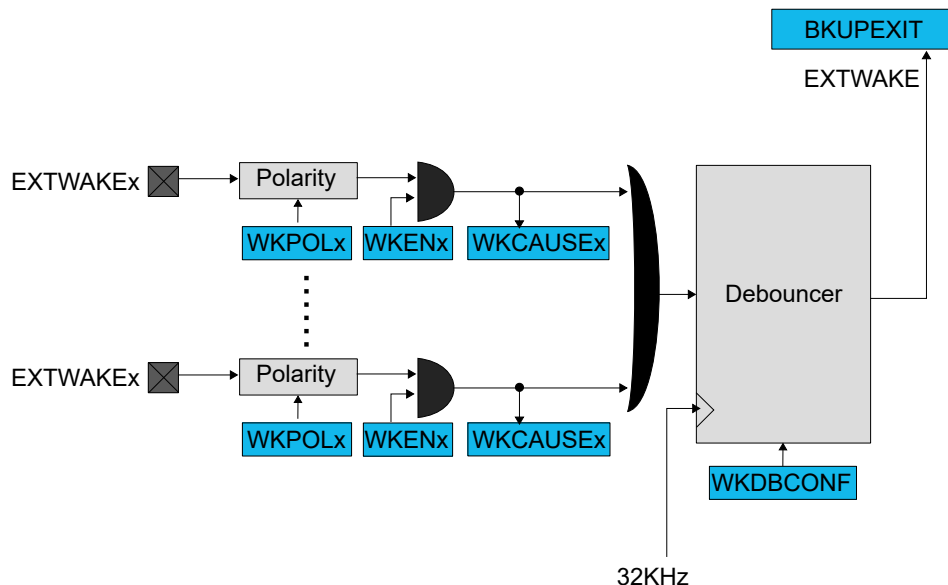 BKUPEXIT
EXTWAKE
EXTWAKEx
Polarity
WKPOLx
WKENx
WKCAUSEx
Debouncer
EXTWAKEx
Polarity
WKPOLx
WKENx
WKCAUSEx
WKDBCONF
32KHz